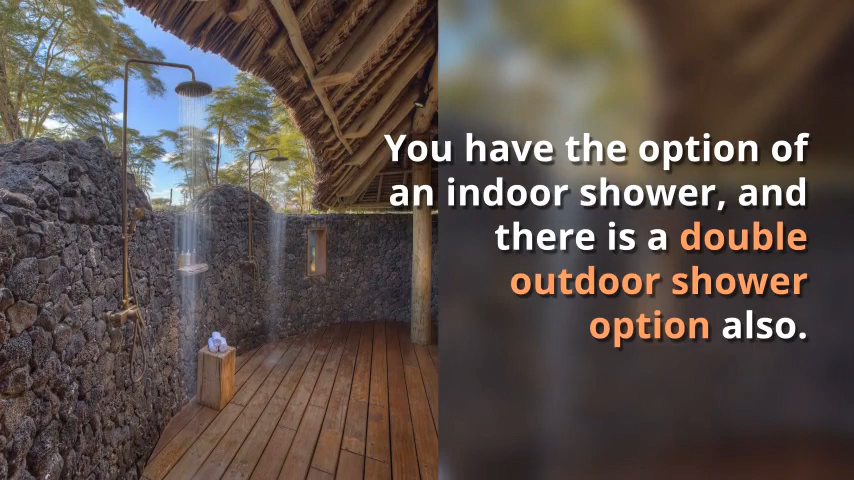 You have the option of
an indoor shower, and
there is a double
outdoor shower
option also.